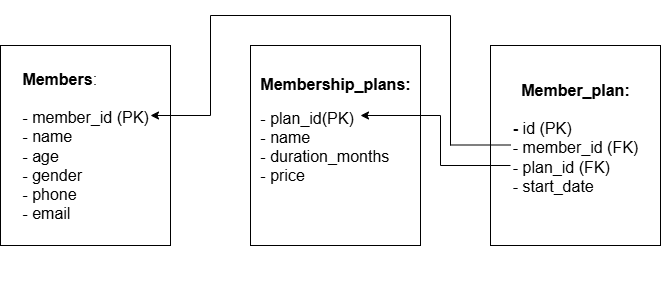 Members:
- member_id (PK)
- name
- age
- gender
- phone
- email
Membership_plans:
- plan_id(PK)
- name
- duration_months
- price
Member_plan:
- id (PK)
- member_id (FK)
- plan_id (FK)
- start_date